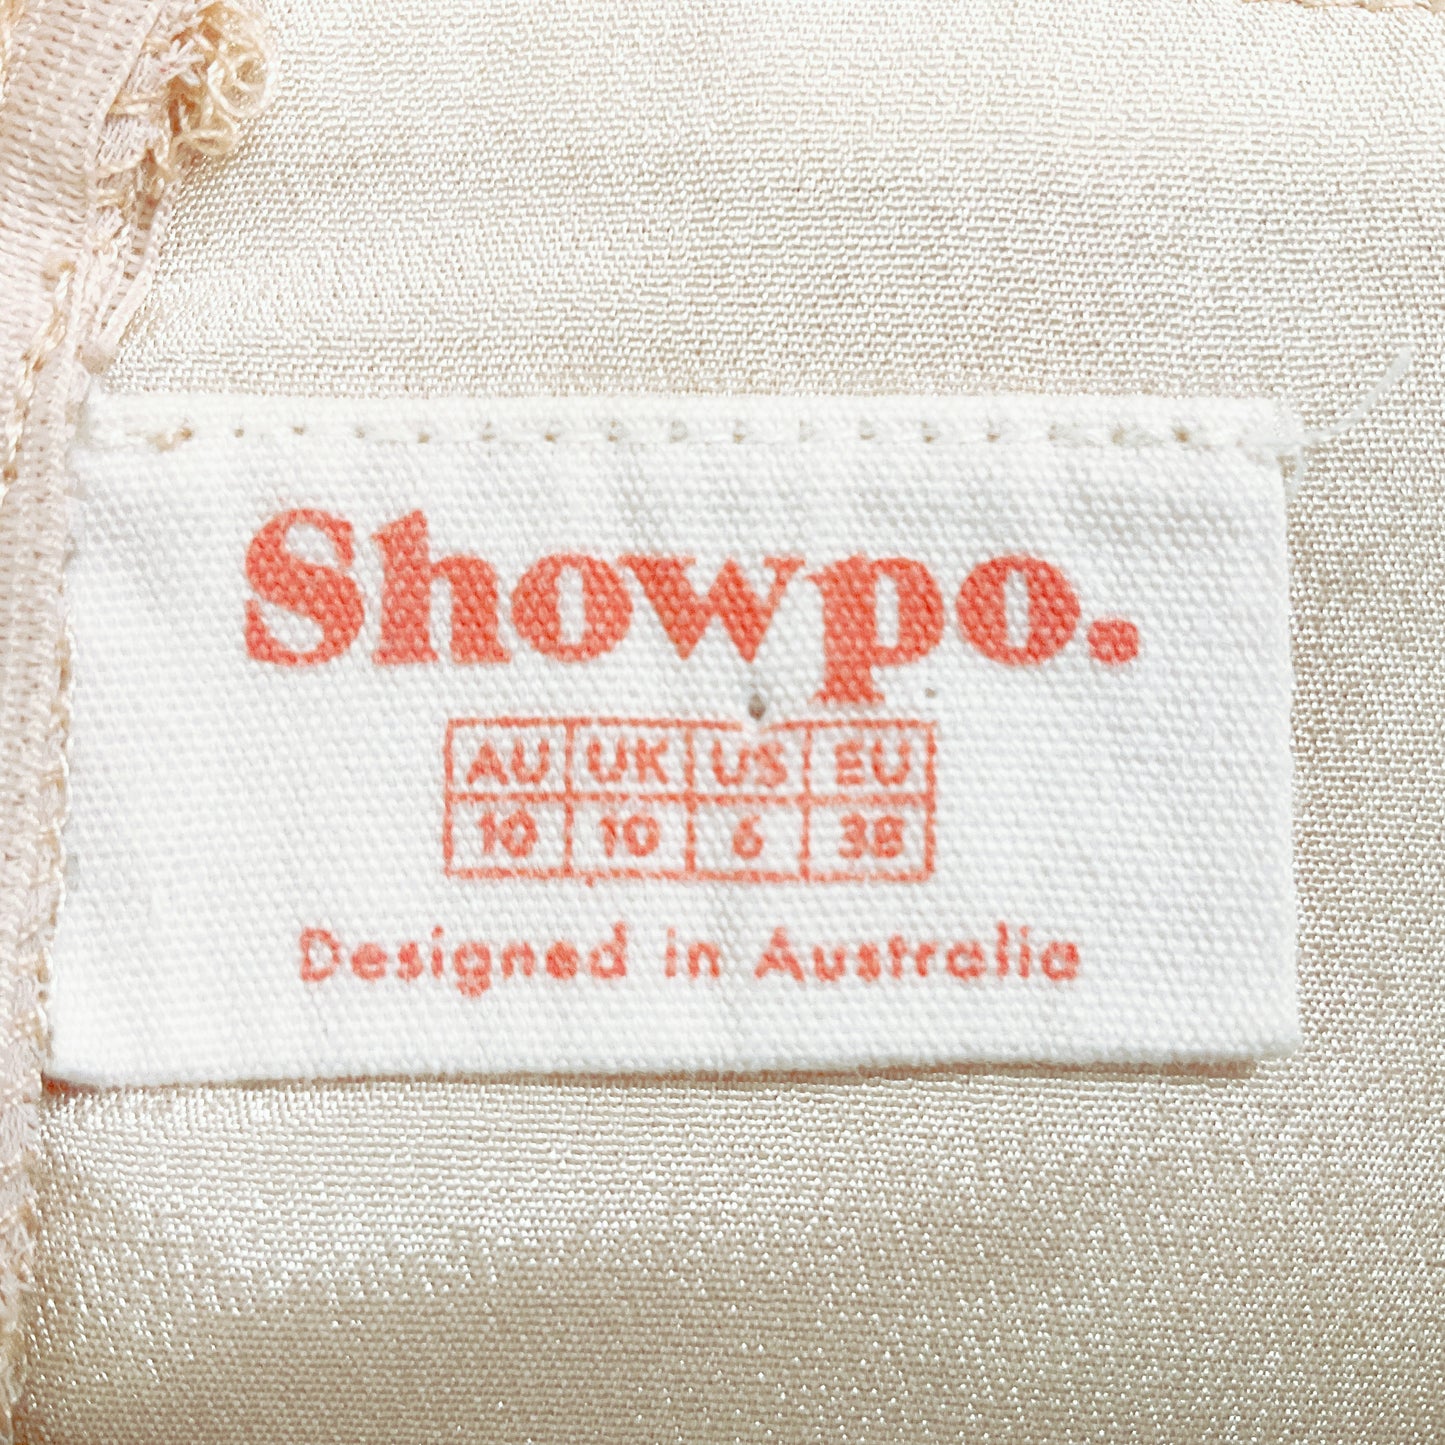 Showpo.
AU UK US EU
10 10 6 38
Designed in Australia